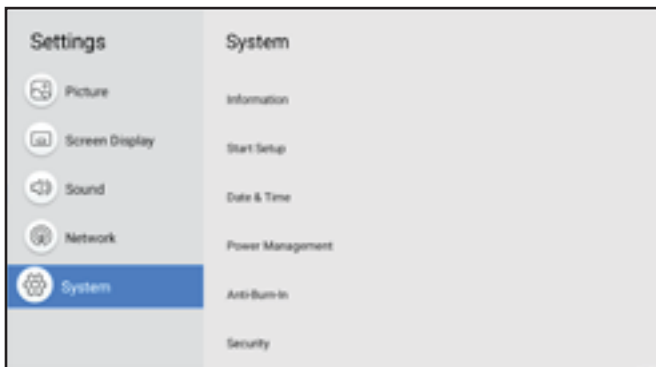 Settings
Picture
Screen Display
Sound
Network
System
System
Information
Start Setup
Date & Time
Power Management
Anti-Burn-In
Security